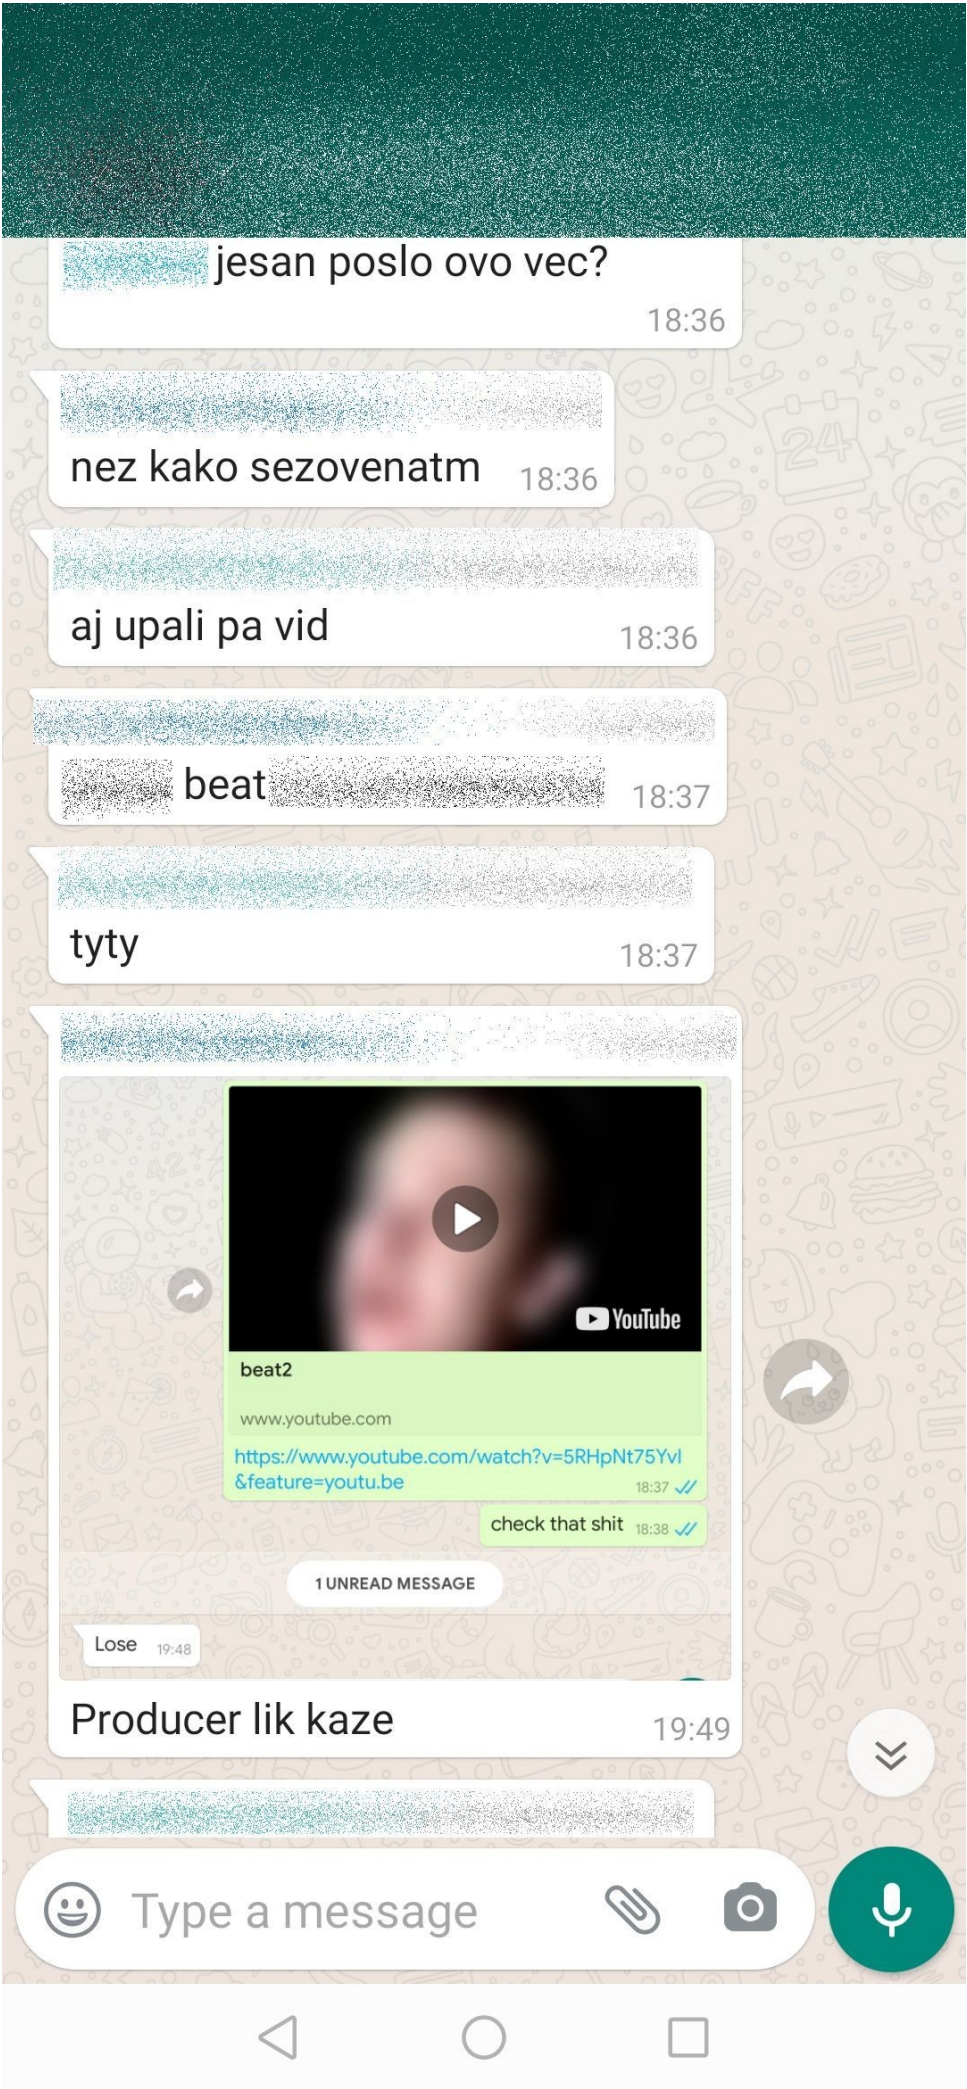 jesan poslo ovo vec?
18:36
nez kako sezovenatm 18:36
aj upali pa vid 18:36
beat 18:37
tyty 18:37
YouTube
beat2
www.youtube.com
https://www.youtube.com/watch?v=5RHpNt75YvI
&feature=youtu.be
18:37
check that shit 18:38
1 UNREAD MESSAGE
Lose 19:48
Producer lik kaze 19:49
Type a message